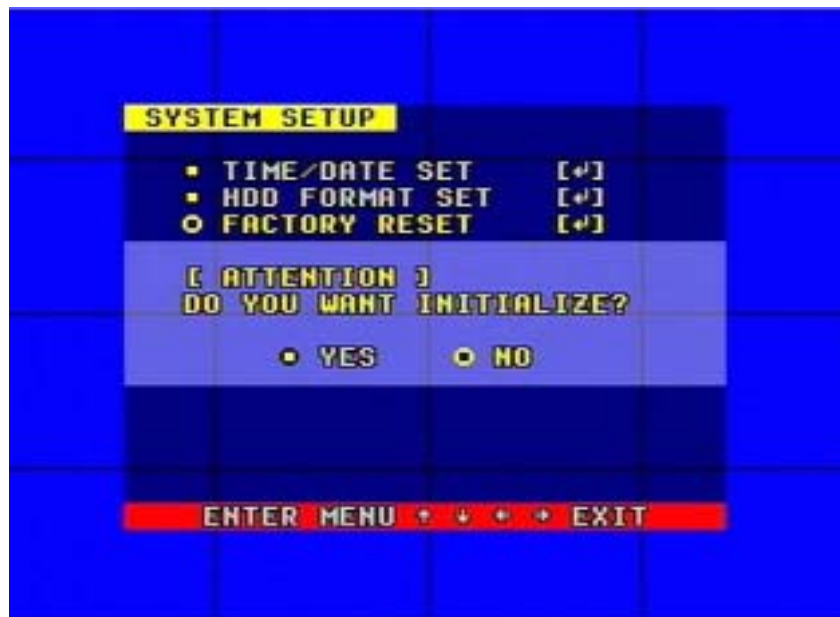 SYSTEM SETUP
TIME/DATE SET [↵]
HDD FORMAT SET [↵]
FACTORY RESET [↵]
[ ATTENTION ]
DO YOU WANT INITIALIZE?
YES NO
ENTER MENU ↑ ↓ ← → EXIT